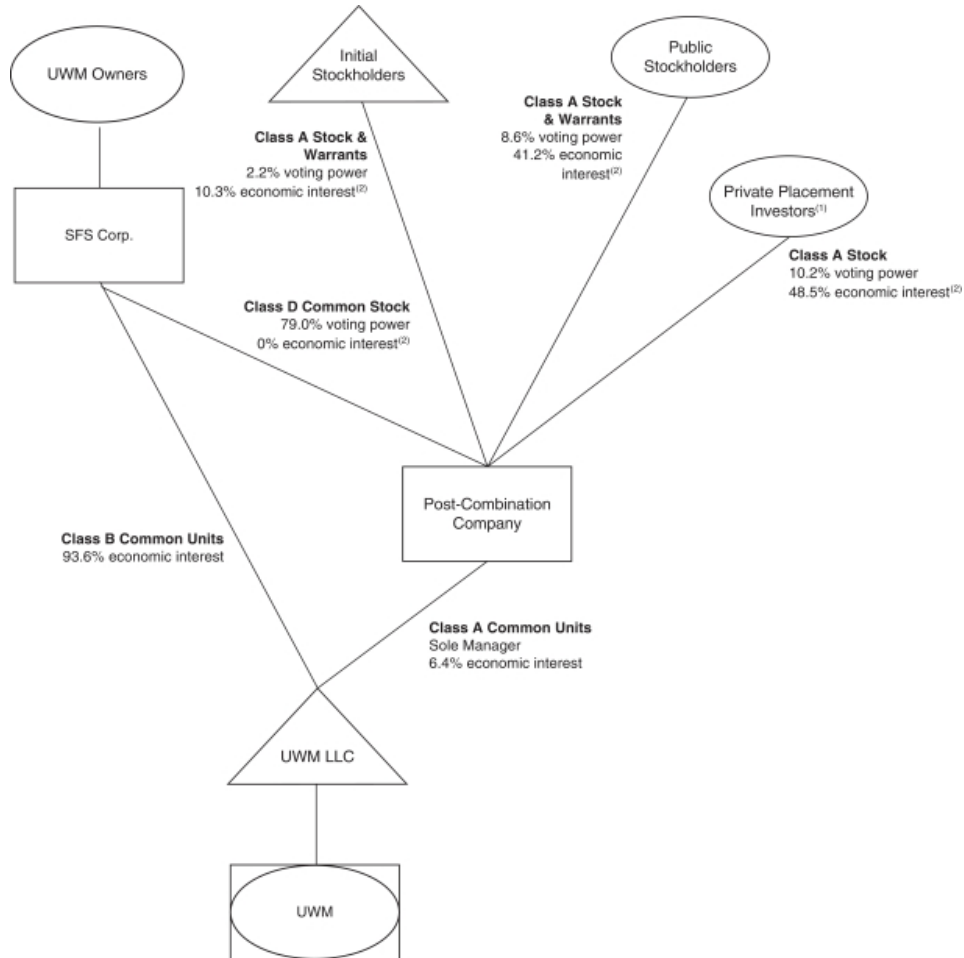 UWM Owners
Initial
Stockholders
Public
Stockholders
Class A Stock &
Warrants
2.2% voting power
10.3% economic interest(2)
Class A Stock
& Warrants
8.6% voting power
41.2% economic
interest(2)
Private Placement
Investors(1)
SFS Corp.
Class A Stock
10.2% voting power
48.5% economic interest(2)
Class D Common Stock
79.0% voting power
0% economic interest(2)
Post-Combination
Company
Class B Common Units
93.6% economic interest
Class A Common Units
Sole Manager
6.4% economic interest
UWM LLC
UWM